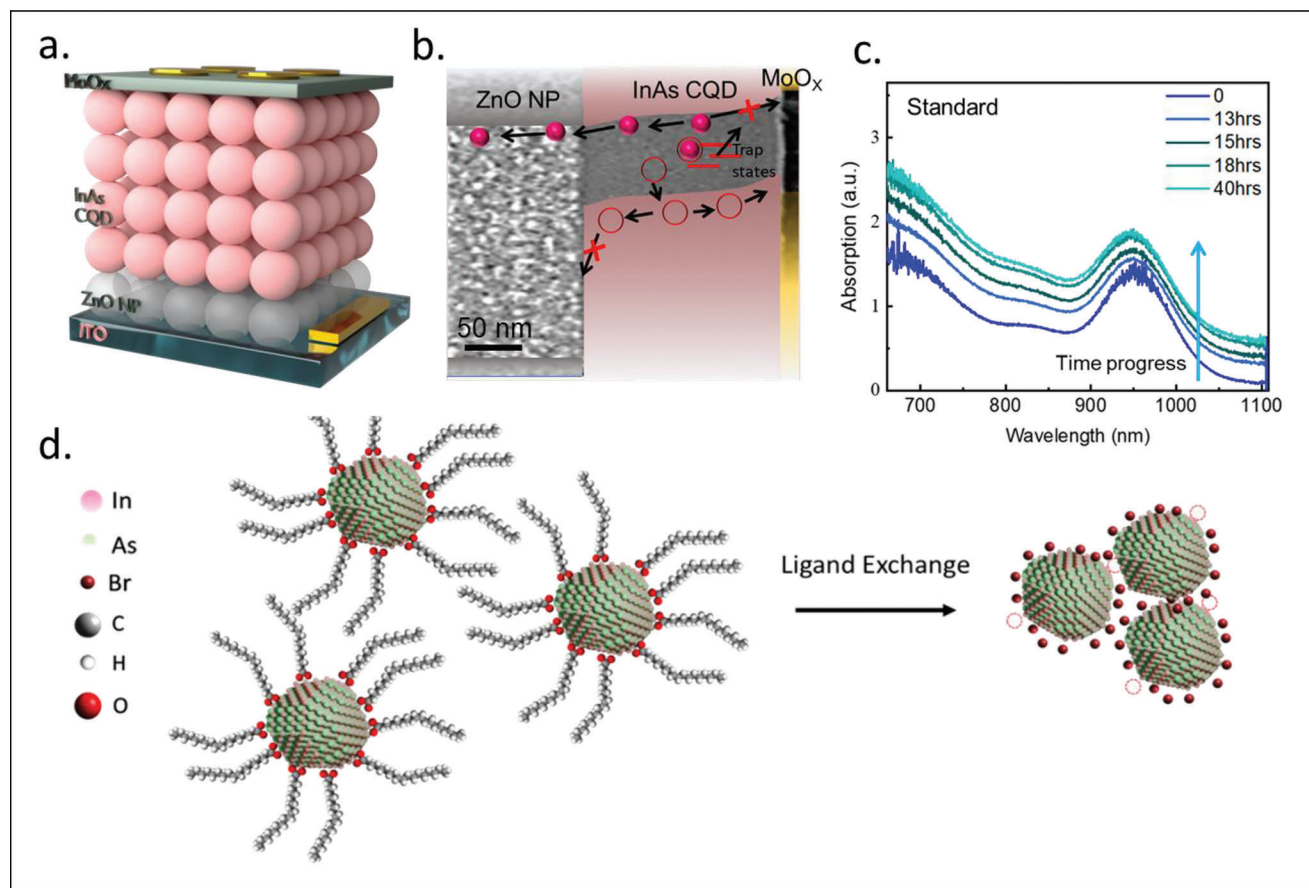 a.
MoOx
InAs
CQD
ZnO NP
ITO
b.
ZnO NP
InAs CQD
MoOX
Trap
states
50 nm
c.
Standard
0
13hrs
15hrs
18hrs
40hrs
Time progress
Absorption (a.u.)
3
2
1
0
700
800
900
1000
1100
Wavelength (nm)
d.
In
As
Br
C
H
O
Ligand Exchange